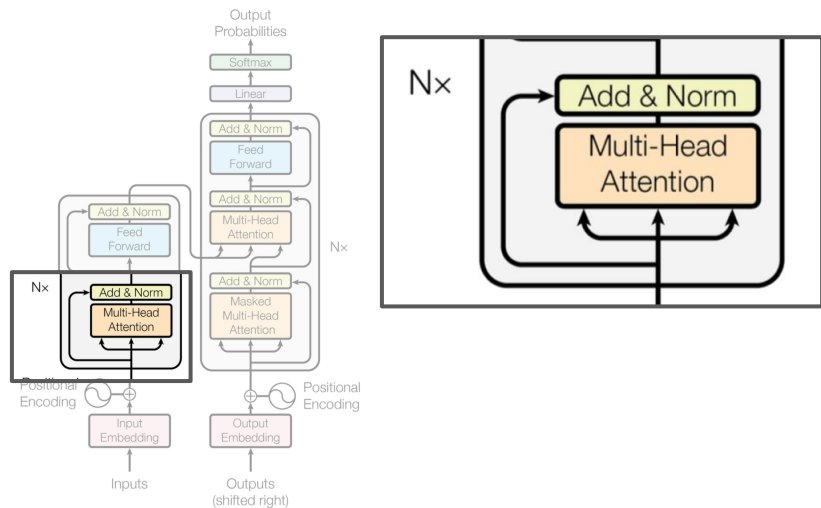 Output
Probabilities
Softmax
Linear
Add & Norm
Feed
Forward
Add & Norm
Multi-Head
Attention
Add & Norm
Masked
Multi-Head
Attention
N×
Add & Norm
Feed
Forward
N×
Add & Norm
Multi-Head
Attention
Positional
Encoding
Positional
Encoding
Input
Embedding
Output
Embedding
Inputs
Outputs
(shifted right)
N×
Add & Norm
Multi-Head
Attention